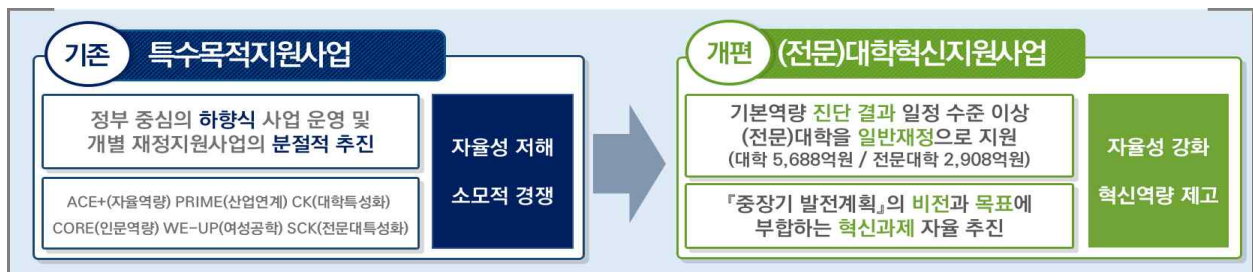 기존 특수목적지원사업
정부 중심의 하향식 사업 운영 및
개별 재정지원사업의 분절적 추진
ACE+(자율역량) PRIME(산업연계) CK(대학특성화)
CORE(인문역량) WE-UP(여성공학) SCK(전문대특성화)
자율성 저해
소모적 경쟁
개편 (전문)대학혁신지원사업
기본역량 진단 결과 일정 수준 이상
(전문)대학을 일반재정으로 지원
(대학 5,688억원 / 전문대학 2,908억원)
『중장기 발전계획』의 비전과 목표에
부합하는 혁신과제 자율 추진
자율성 강화
혁신역량 제고